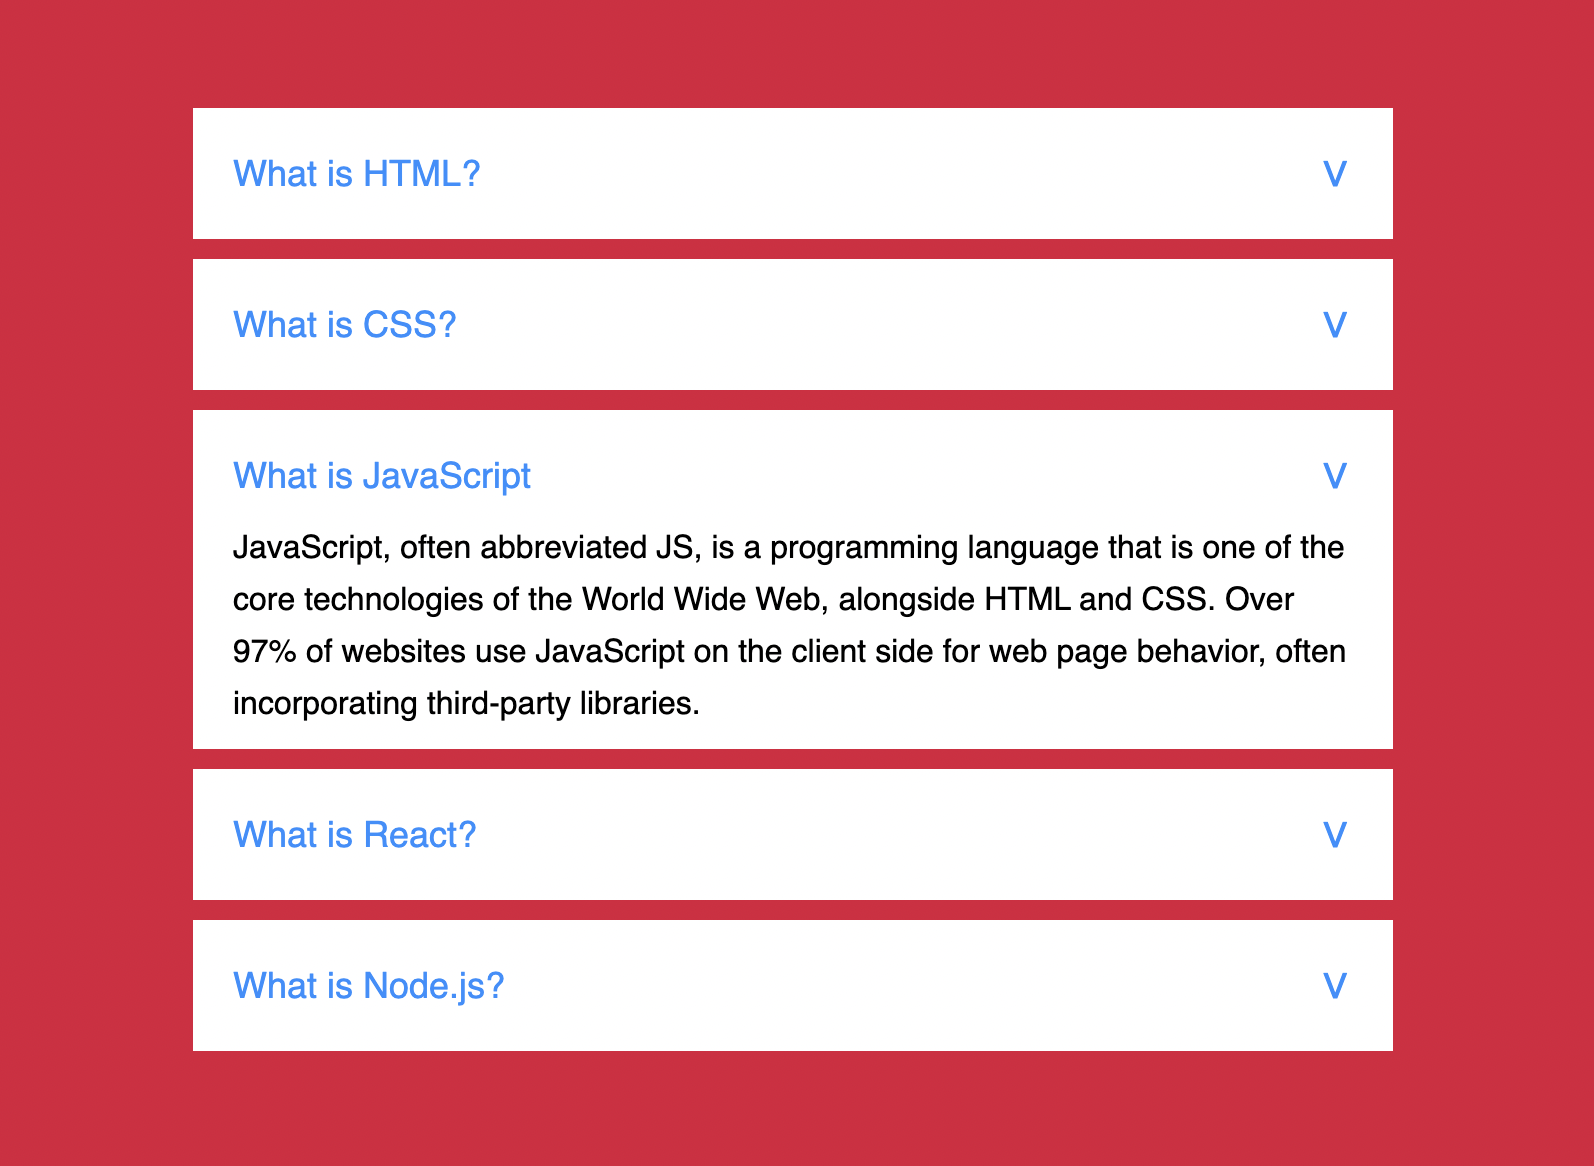 What is HTML? V
What is CSS? V
What is JavaScript V
JavaScript, often abbreviated JS, is a programming language that is one of the
core technologies of the World Wide Web, alongside HTML and CSS. Over
97% of websites use JavaScript on the client side for web page behavior, often
incorporating third-party libraries.
What is React? V
What is Node.js? V